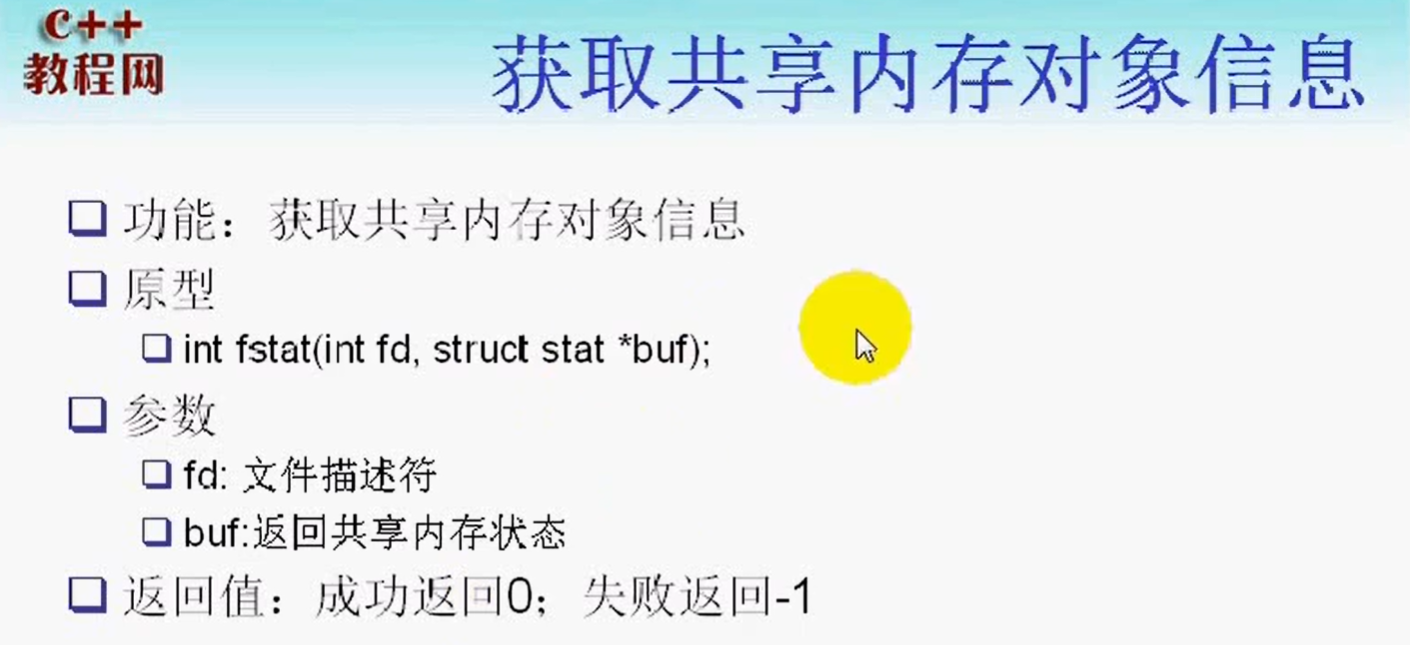 C++
教程网
获取共享内存对象信息
功能：获取共享内存对象信息
原型
int fstat(int fd, struct stat *buf);
参数
fd: 文件描述符
buf:返回共享内存状态
返回值：成功返回0；失败返回-1